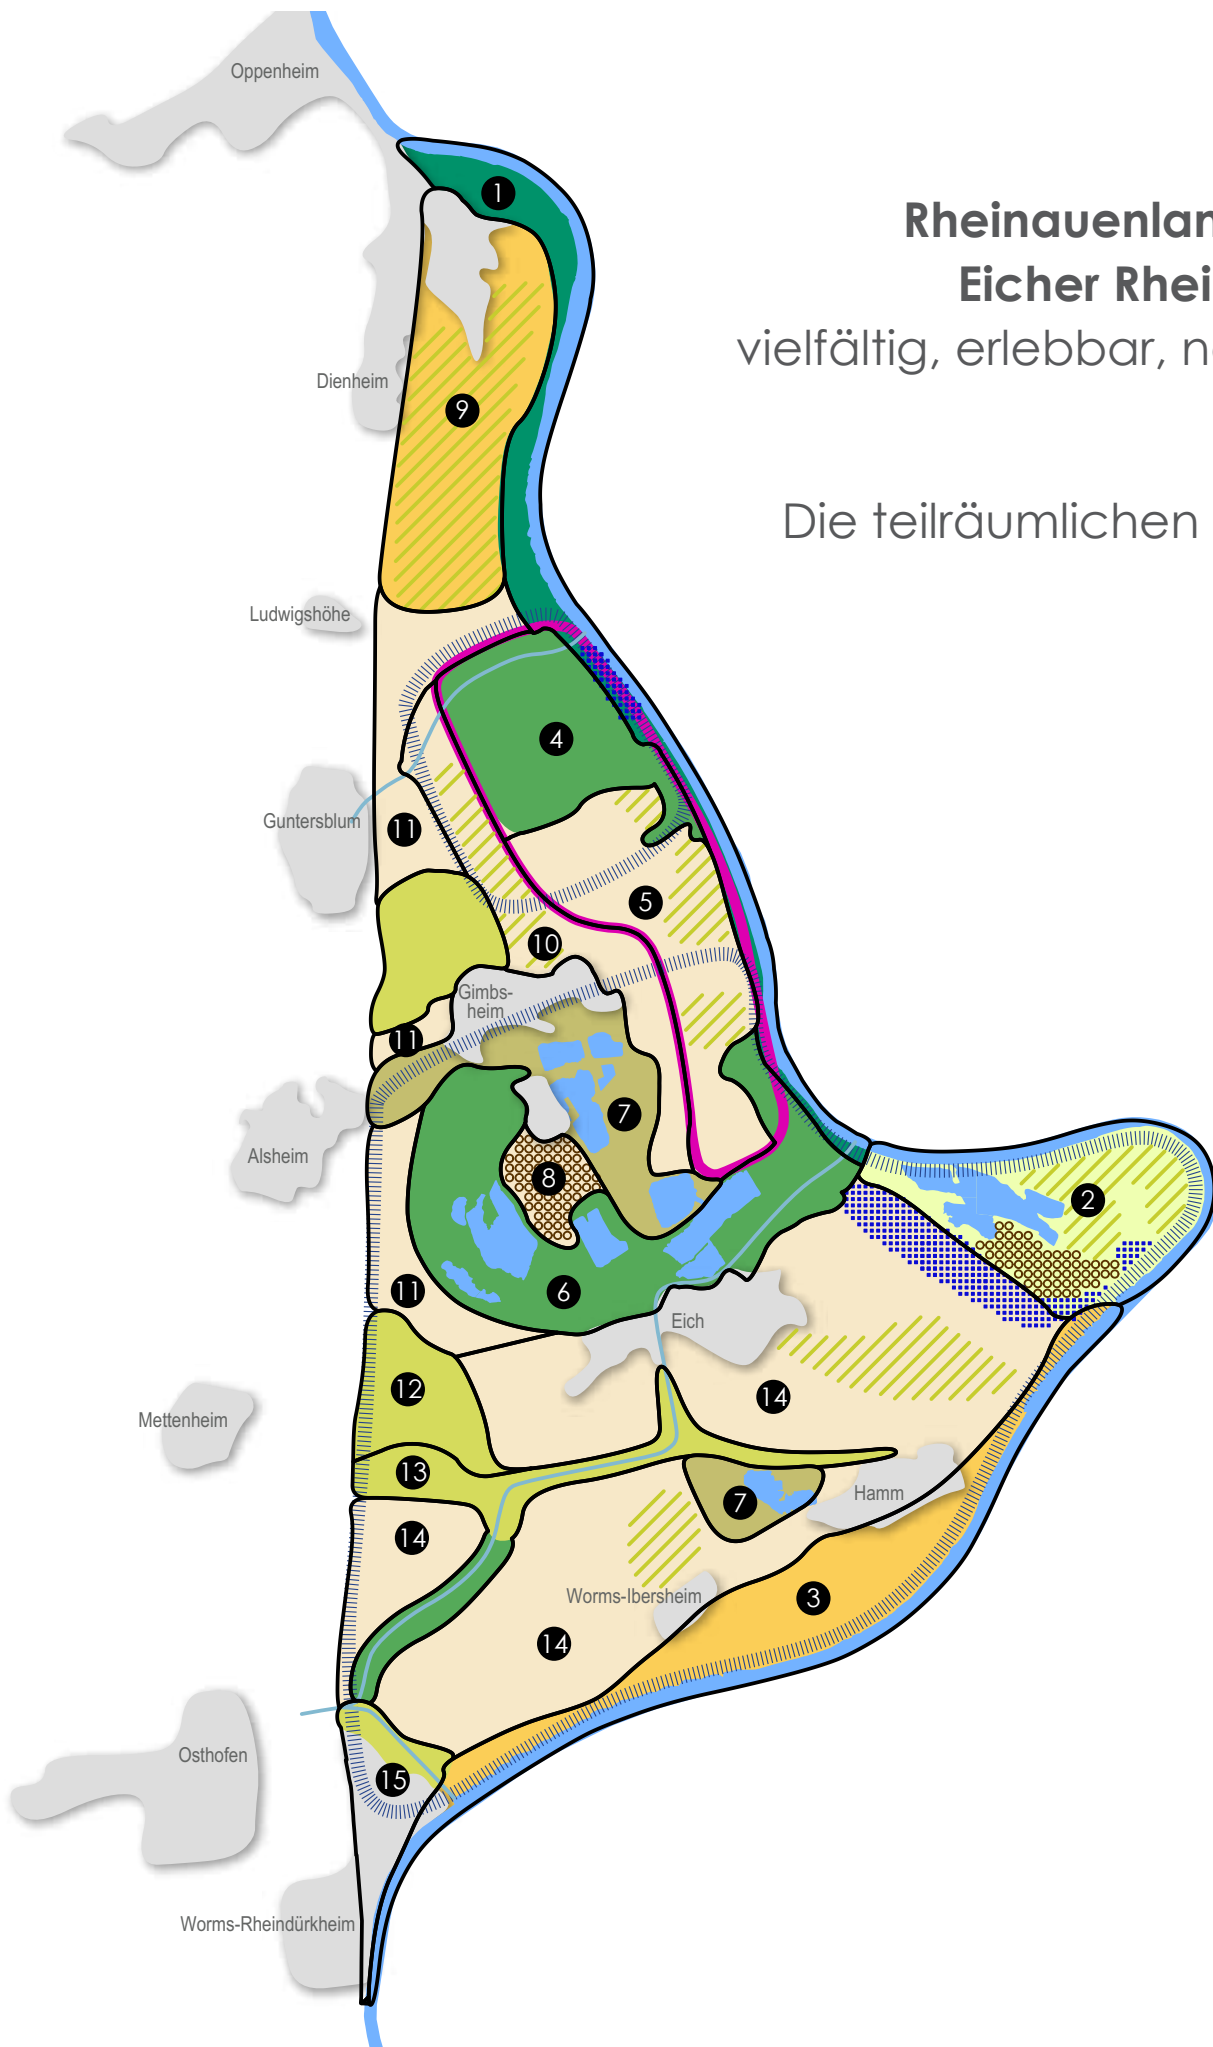 Oppenheim
1
Rheinauenlan
Eicher Rhei
vielfältig, erlebbar, n
Dienheim
9
Die teilräumlichen
Ludwigshöhe
4
Guntersblum
11
5
10
Gimbs-
heim
11
7
Alsheim
8
2
11
6
Eich
12
14
Mettenheim
13
7
Hamm
14
Worms-Ibersheim
3
14
Osthofen
15
Worms-Rheindürkheim